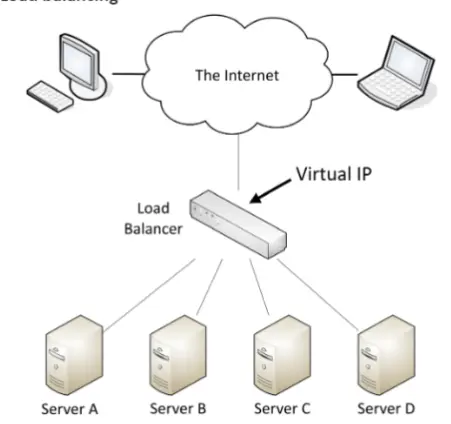 Load balancing
The Internet
Virtual IP
Load
Balancer
Server A
Server B
Server C
Server D